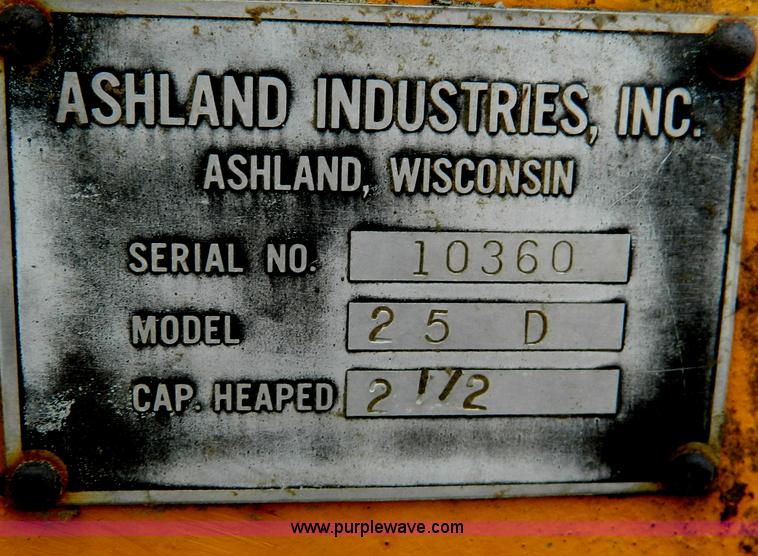 ASHLAND INDUSTRIES, INC.
ASHLAND, WISCONSIN
SERIAL NO. 10360
MODEL 25 D
CAP. HEAPED 2 1/2
www.purplewave.com